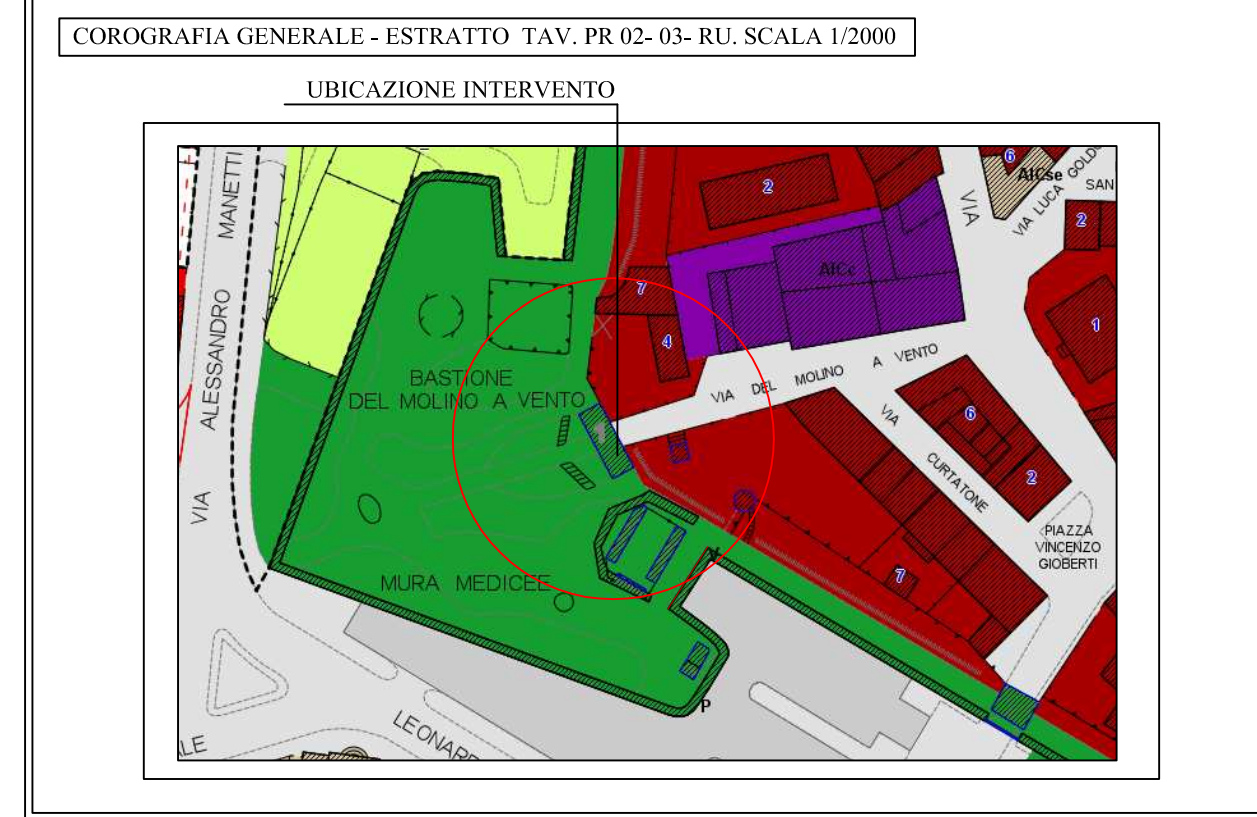 COROGRAFIA GENERALE - ESTRATTO TAV. PR 02- 03- RU. SCALA 1/2000
UBICAZIONE INTERVENTO
VIA ALESSANDRO MANETTI
2
6
AICse
VIA LUCA GOLDO
SAN
2
VIA
AICc
7
4
1
BASTIONE
DEL MOLINO A VENTO
VIA DEL MOLINO A VENTO
VIA CURTATONE
6
2
PIAZZA
VINCENZO
GIOBERTI
7
MURA MEDICEE
P
LEONARD
ALE